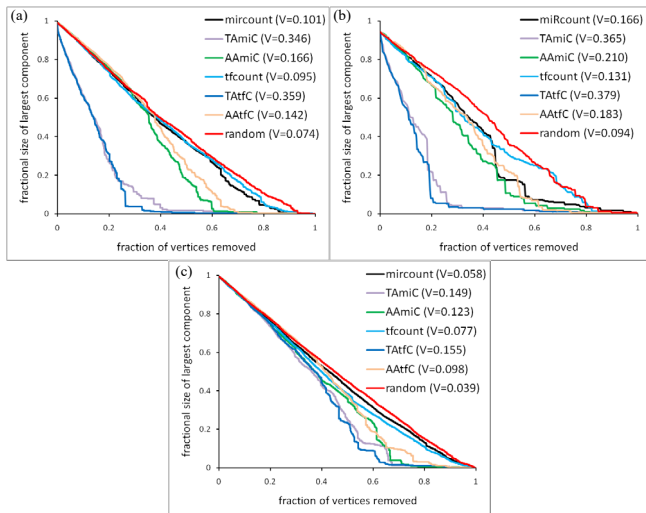 (a)
fractional size of largest component
1
0.8
0.6
0.4
0.2
0
0 0.2 0.4 0.6 0.8 1
fraction of vertices removed
mircount (V=0.101)
TAmiC (V=0.346)
AAmiC (V=0.166)
tfcount (V=0.095)
TAtfC (V=0.359)
AAtfC (V=0.142)
random (V=0.074)
(b)
fractional size of largest component
1
0.8
0.6
0.4
0.2
0
0 0.2 0.4 0.6 0.8 1
fraction of vertices removed
miRcount (V=0.166)
TAmiC (V=0.365)
AAmiC (V=0.210)
tfcount (V=0.131)
TAtfC (V=0.379)
AAtfC (V=0.183)
random (V=0.094)
(c)
fractional size of largest component
1
0.8
0.6
0.4
0.2
0
0 0.2 0.4 0.6 0.8 1
fraction of vertices removed
mircount (V=0.058)
TAmiC (V=0.149)
AAmiC (V=0.123)
tfcount (V=0.077)
TAtfC (V=0.155)
AAtfC (V=0.098)
random (V=0.039)